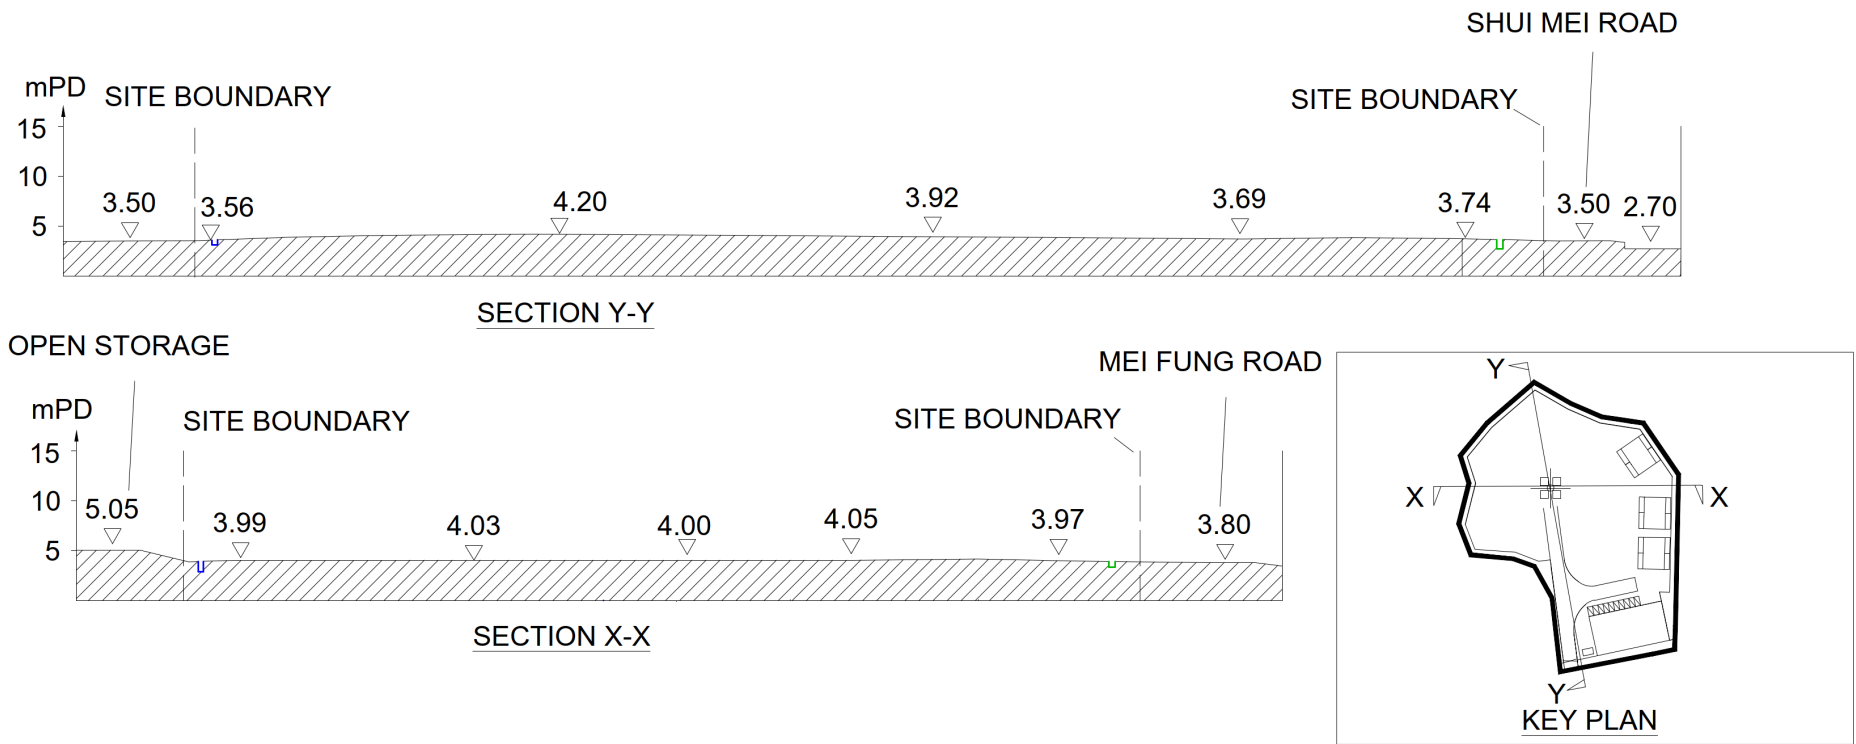 SHUI MEI ROAD
mPD
SITE BOUNDARY
SITE BOUNDARY
15
10
5
3.50
3.56
4.20
3.92
3.69
3.74
3.50
2.70
SECTION Y-Y
OPEN STORAGE
MEI FUNG ROAD
mPD
SITE BOUNDARY
SITE BOUNDARY
15
10
5
5.05
3.99
4.03
4.00
4.05
3.97
3.80
SECTION X-X
Y
X
X
Y
KEY PLAN